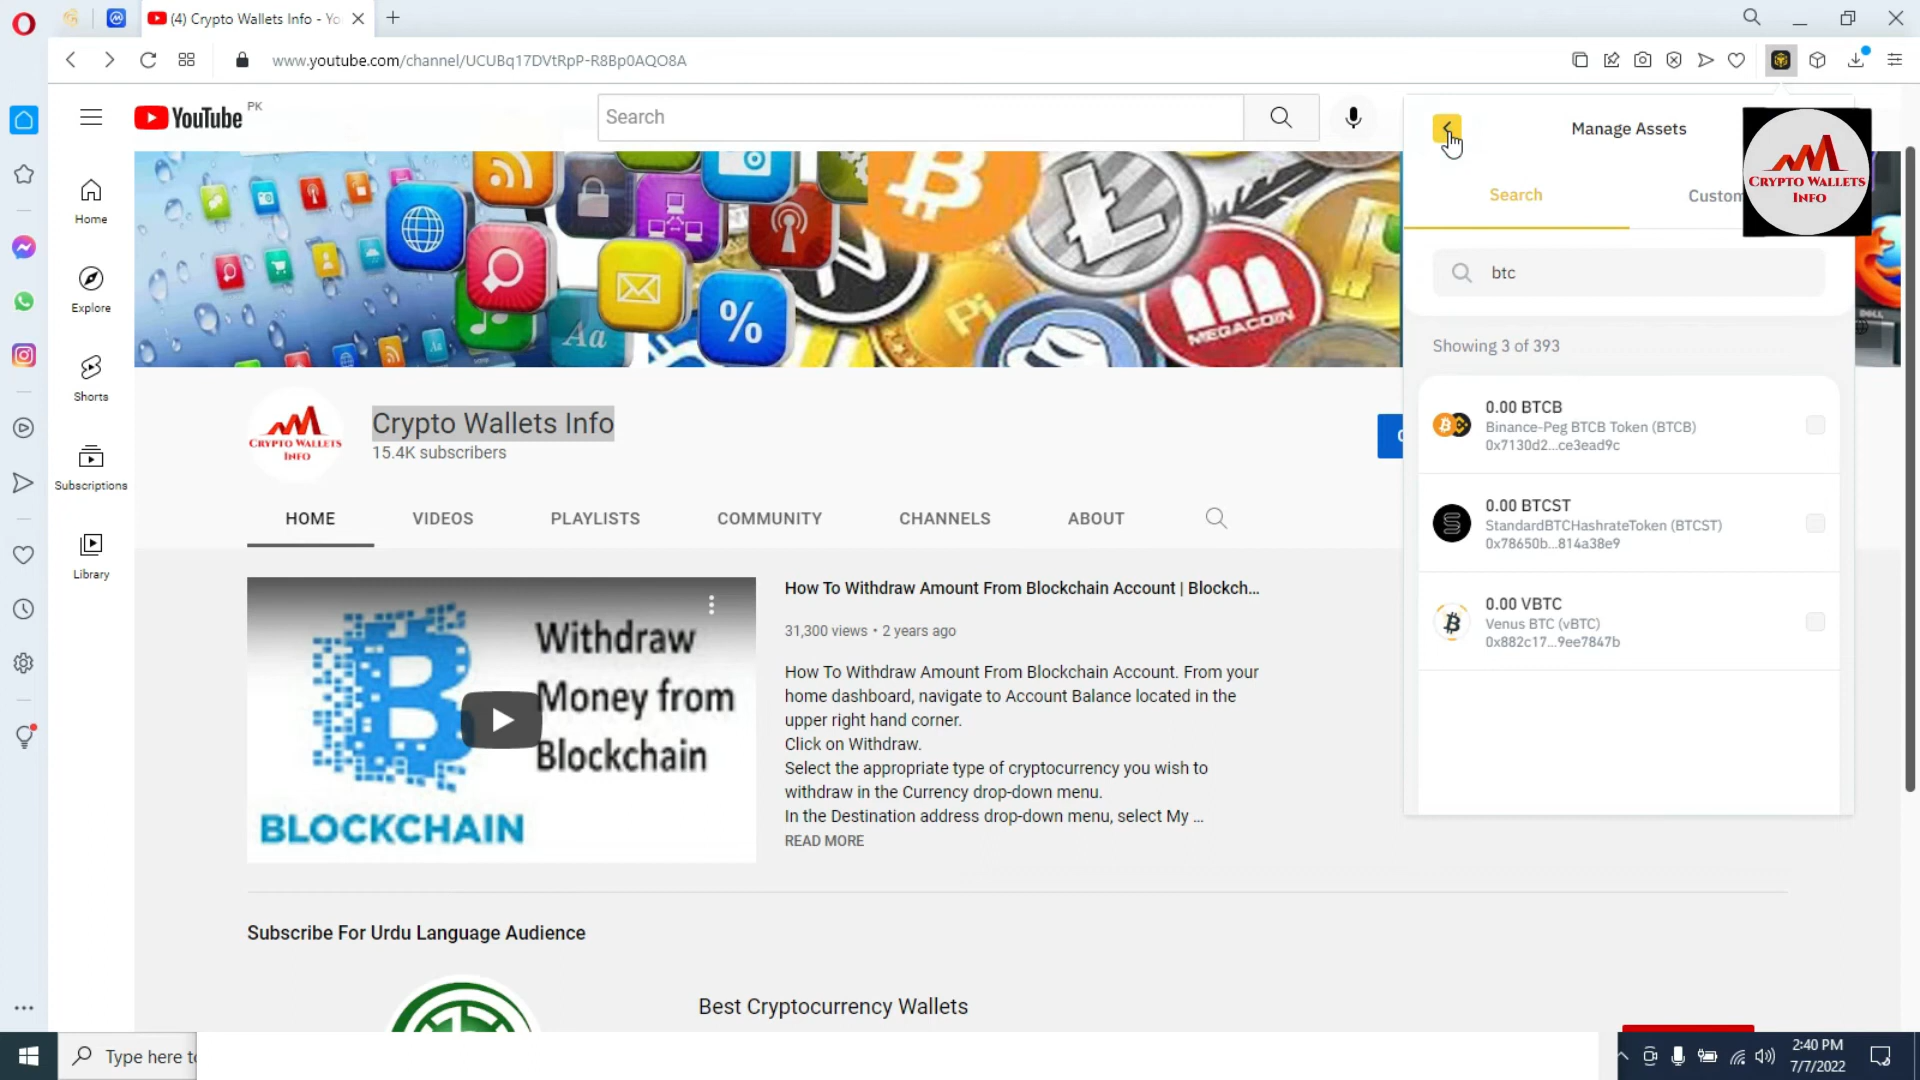 (4) Crypto Wallets Info - Yo
www.youtube.com/channel/UCUBq17DVtRpP-R8Bp0AQO8A
YouTube PK
Search
Home
Explore
Shorts
Subscriptions
Library
Aa
%
MEGACOIN
DELL
CRYPTO WALLETS
INFO
Crypto Wallets Info
15.4K subscribers
HOME VIDEOS PLAYLISTS COMMUNITY CHANNELS ABOUT
Withdraw
Money from
Blockchain
BLOCKCHAIN
How To Withdraw Amount From Blockchain Account | Blockch...
31,300 views • 2 years ago
How To Withdraw Amount From Blockchain Account. From your
home dashboard, navigate to Account Balance located in the
upper right hand corner.
Click on Withdraw.
Select the appropriate type of cryptocurrency you wish to
withdraw in the Currency drop-down menu.
In the Destination address drop-down menu, select My ...
READ MORE
Subscribe For Urdu Language Audience
Best Cryptocurrency Wallets
Manage Assets
Search Custom
CRYPTO WALLETS
INFO
btc
Showing 3 of 393
0.00 BTCB
Binance-Peg BTCB Token (BTCB)
0x7130d2...ce3ead9c
0.00 BTCST
StandardBTCHashrateToken (BTCST)
0x78650b...814a38e9
0.00 VBTC
Venus BTC (vBTC)
0x882c17...9ee7847b
Type here to
2:40 PM
7/7/2022